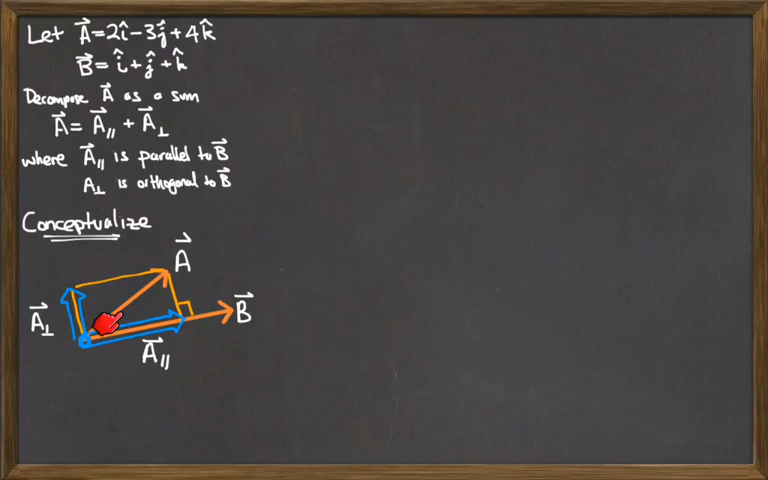 Let A⃗=2î-3ĵ+4k̂
B⃗=î+ĵ+k̂
Decompose A⃗ as a sum
A⃗=A⃗∥+A⃗⊥
where A⃗∥ is parallel to B⃗
A⊥ is orthogonal to B⃗
Conceptualize
A⃗
A⃗⊥
B⃗
A⃗∥